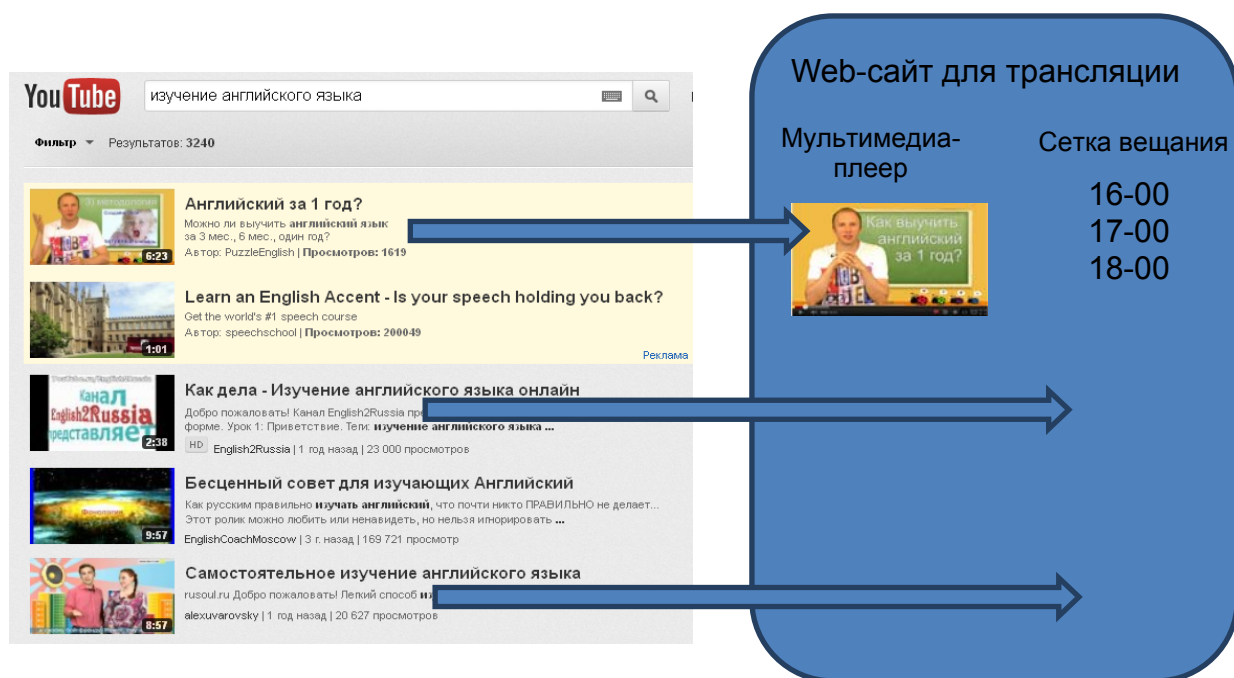 YouTube
изучение английского языка
Фильтр
Результатов: 3240
6:23
Английский за 1 год?
Можно ли выучить английский язык
за 3 мес., 6 мес., один год?
Автор: PuzzleEnglish | Просмотров: 1619
1:01
Learn an English Accent - Is your speech holding you back?
Get the world's #1 speech course
Автор: speechschool | Просмотров: 200049
Реклама
Канал
English2Russia
представляет
2:38
Как дела - Изучение английского языка онлайн
Добро пожаловать! Канал English2Russia
форме. Урок 1: Приветствие. Теги: изучение английского языка ...
HD English2Russia | 1 год назад | 23 000 просмотров
9:57
Бесценный совет для изучающих Английский
Как русским правильно изучать английский, что почти никто ПРАВИЛЬНО не делает...
Этот ролик можно любить или ненавидеть, но нельзя игнорировать ...
EnglishCoachMoscow | 3 г. назад | 169 721 просмотр
8:57
Самостоятельное изучение английского языка
rusoul.ru Добро пожаловать! Легкий способ
alexuvarovsky | 1 год назад | 20 627 просмотров
Web-сайт для трансляции
Мультимедиа-
плеер
Как выучить
английский
за 1 год?
Сетка вещания
16-00
17-00
18-00